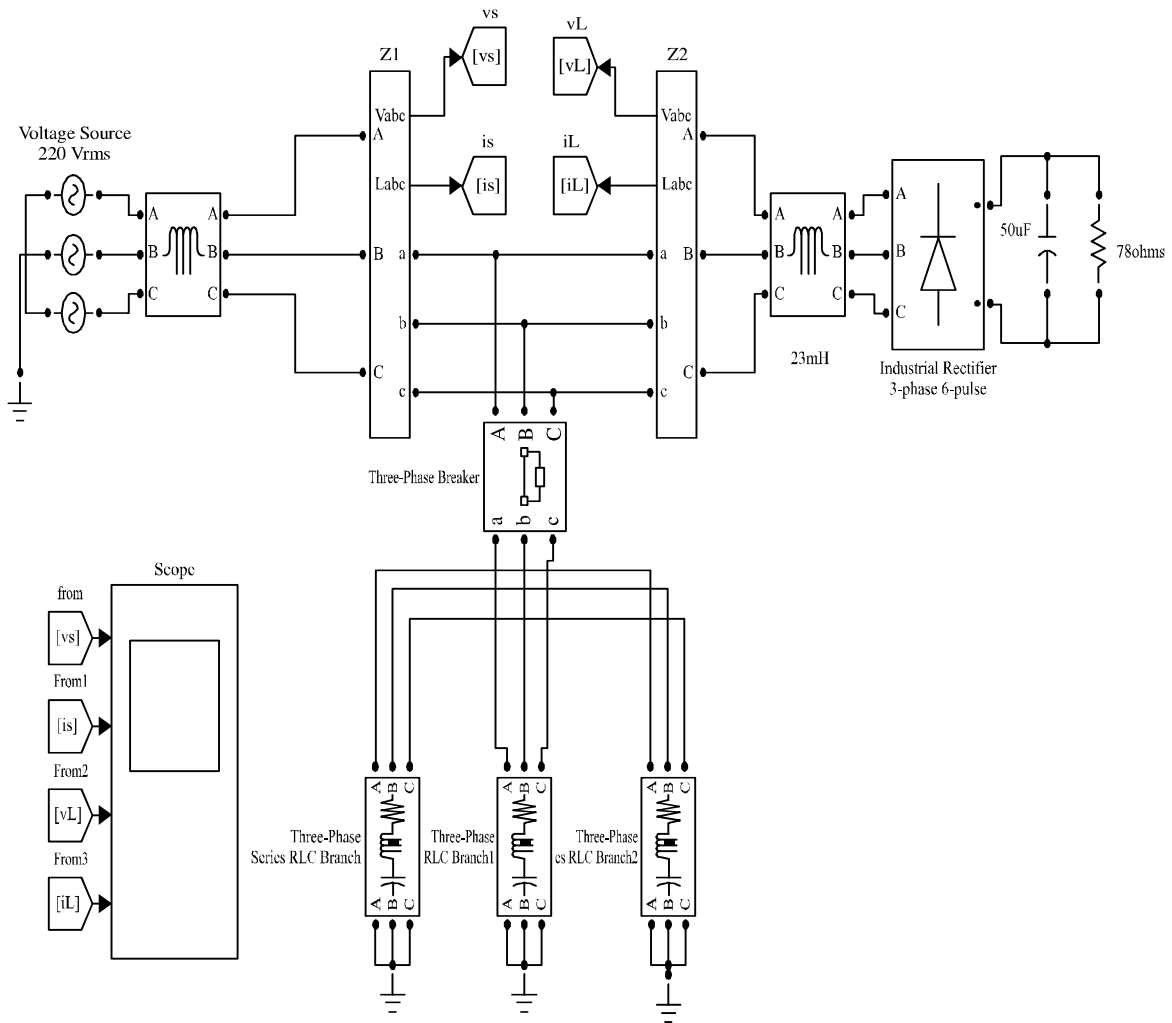 vs
[vs]
vL
[vL]
Z1
Z2
Vabc
A
Vabc
A
is
[is]
iL
[iL]
Labc
Labc
Voltage Source
220 Vrms
A
B
C
A
B
C
B
a
b
C
c
a
B
b
C
c
A
B
C
A
B
C
23mH
A
B
C
Industrial Rectifier
3-phase 6-pulse
50uF
78ohms
A
B
C
Three-Phase Breaker
a
b
c
Scope
from
[vs]
From1
[is]
From2
[vL]
From3
[iL]
A
B
C
Three-Phase
Series RLC Branch
A
B
C
A
B
C
Three-Phase
RLC Branch1
A
B
C
A
B
C
Three-Phase
es RLC Branch2
A
B
C